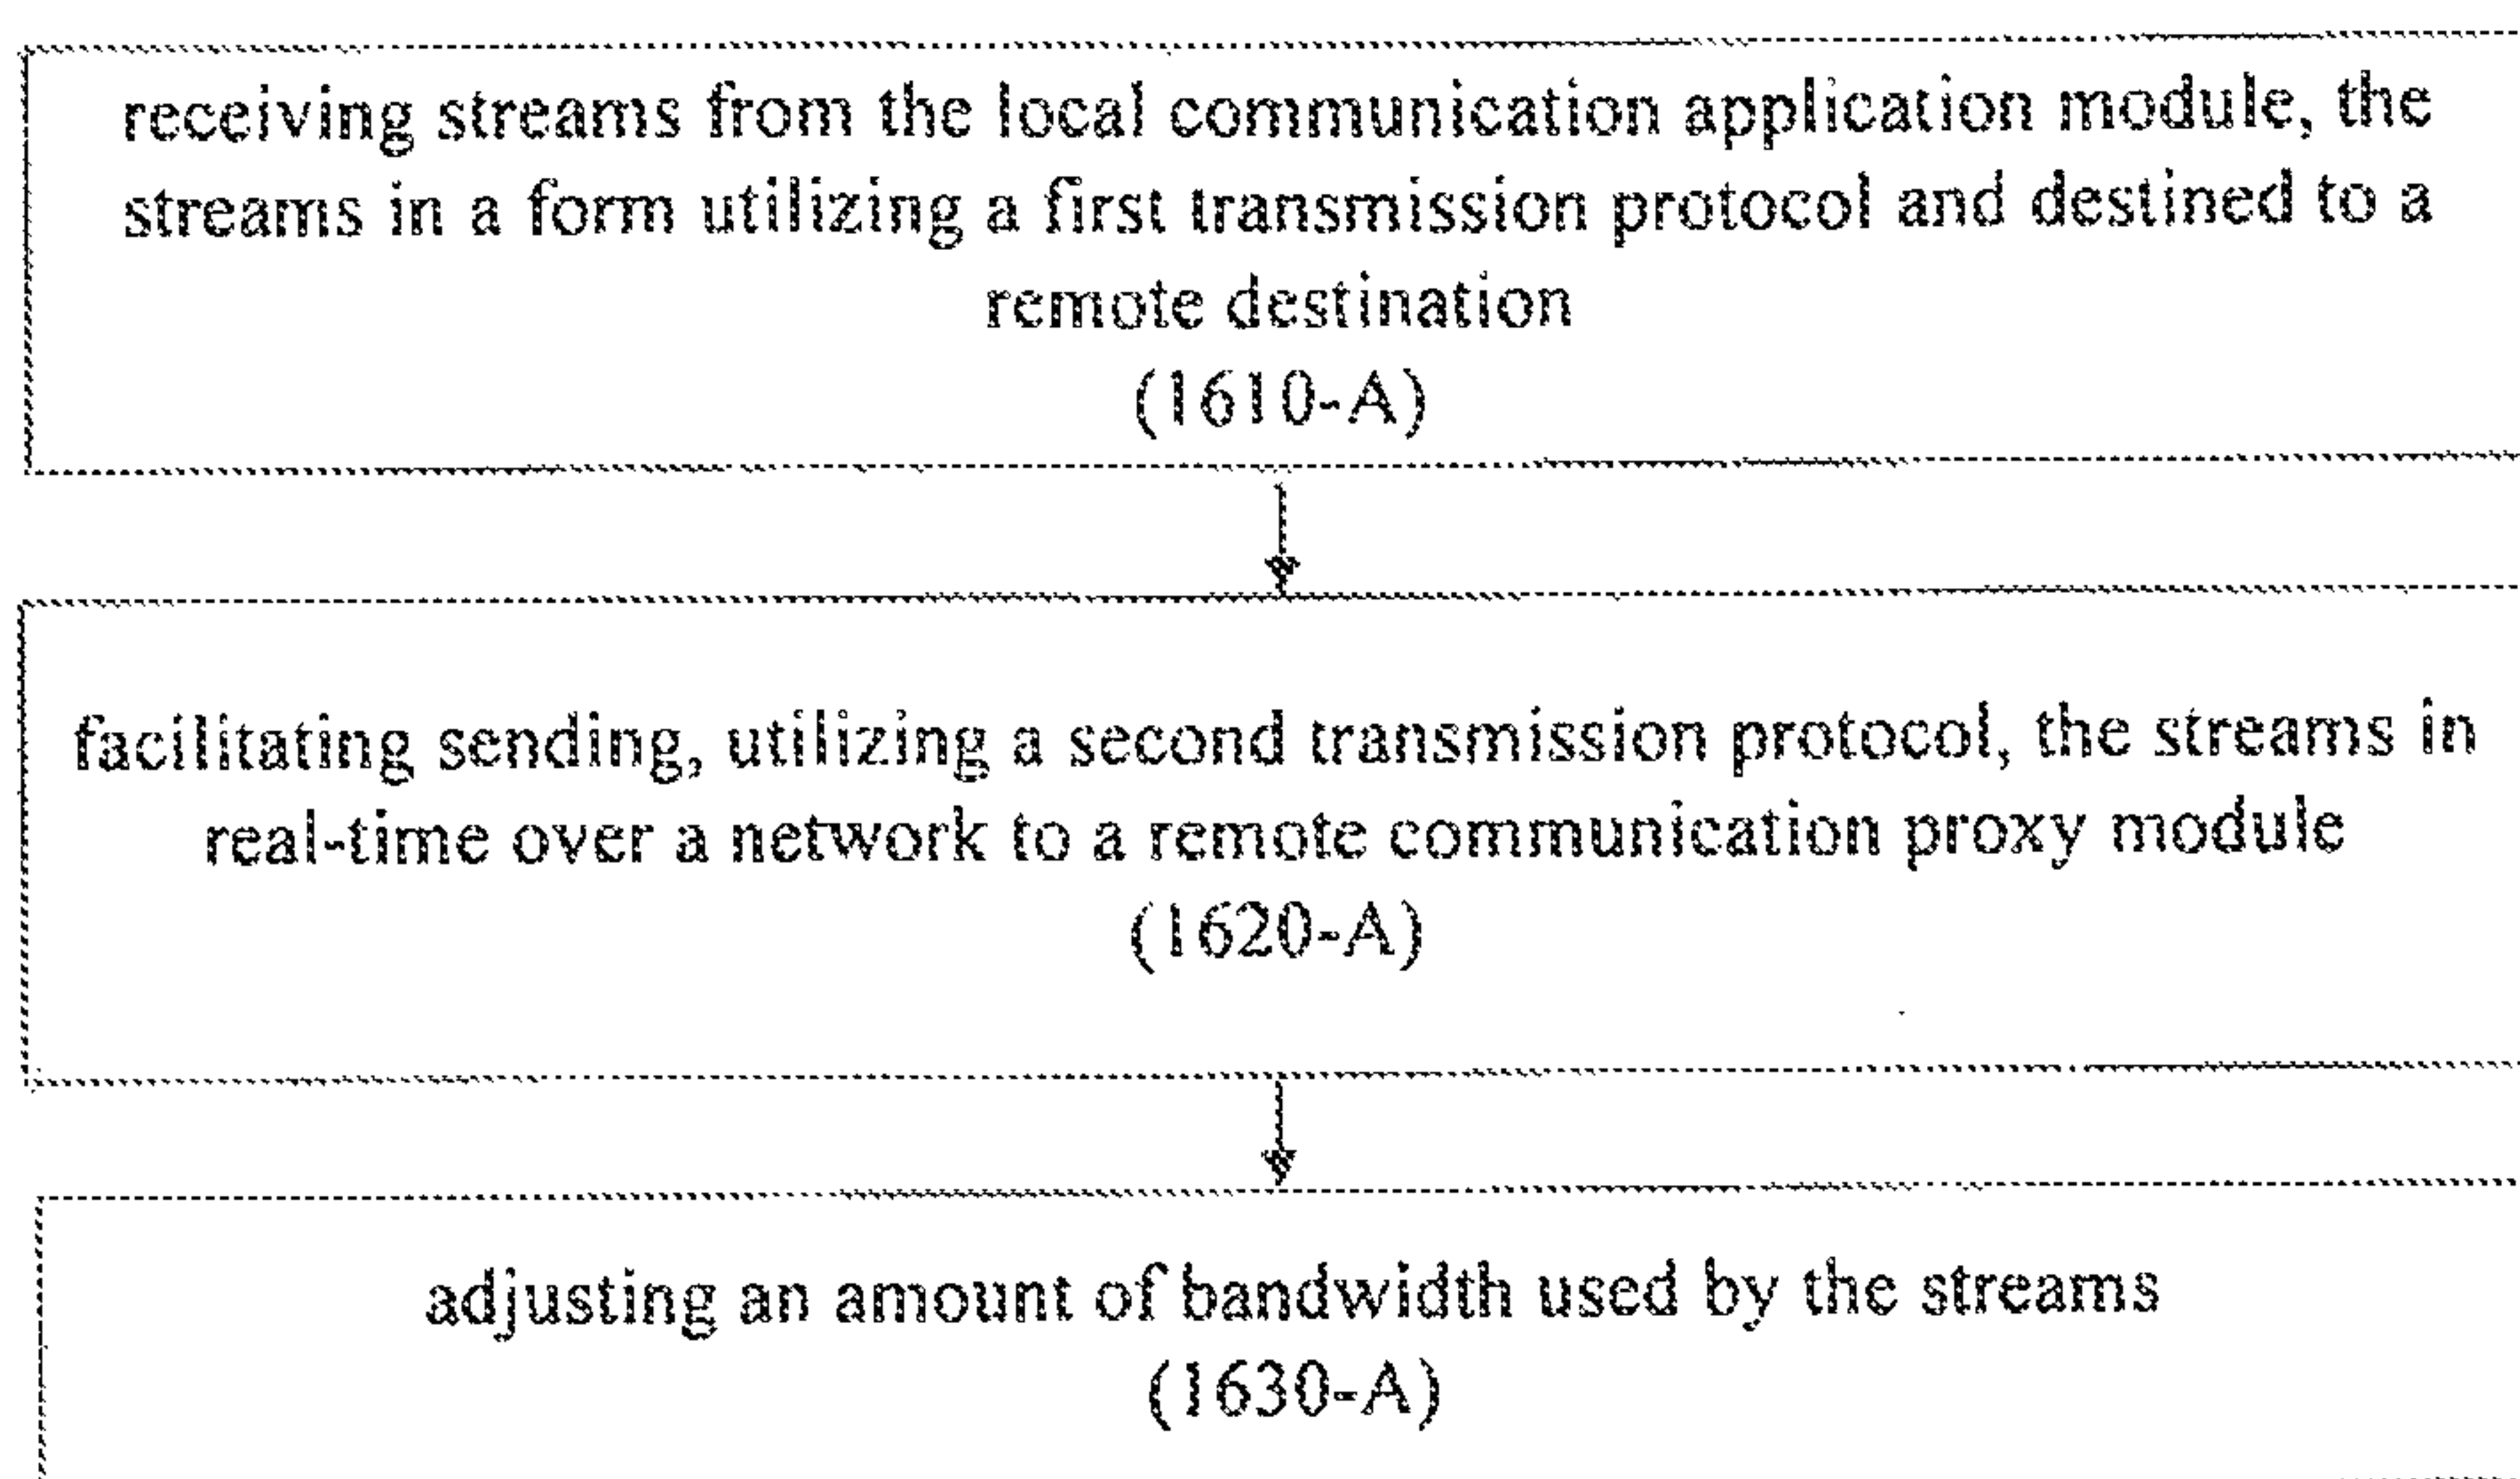 receiving streams from the local communication application module, the
streams in a form utilizing a first transmission protocol and destined to a
remote destination
(1610-A)
facilitating sending, utilizing a second transmission protocol, the streams in
real-time over a network to a remote communication proxy module
(1620-A)
adjusting an amount of bandwidth used by the streams
(1630-A)